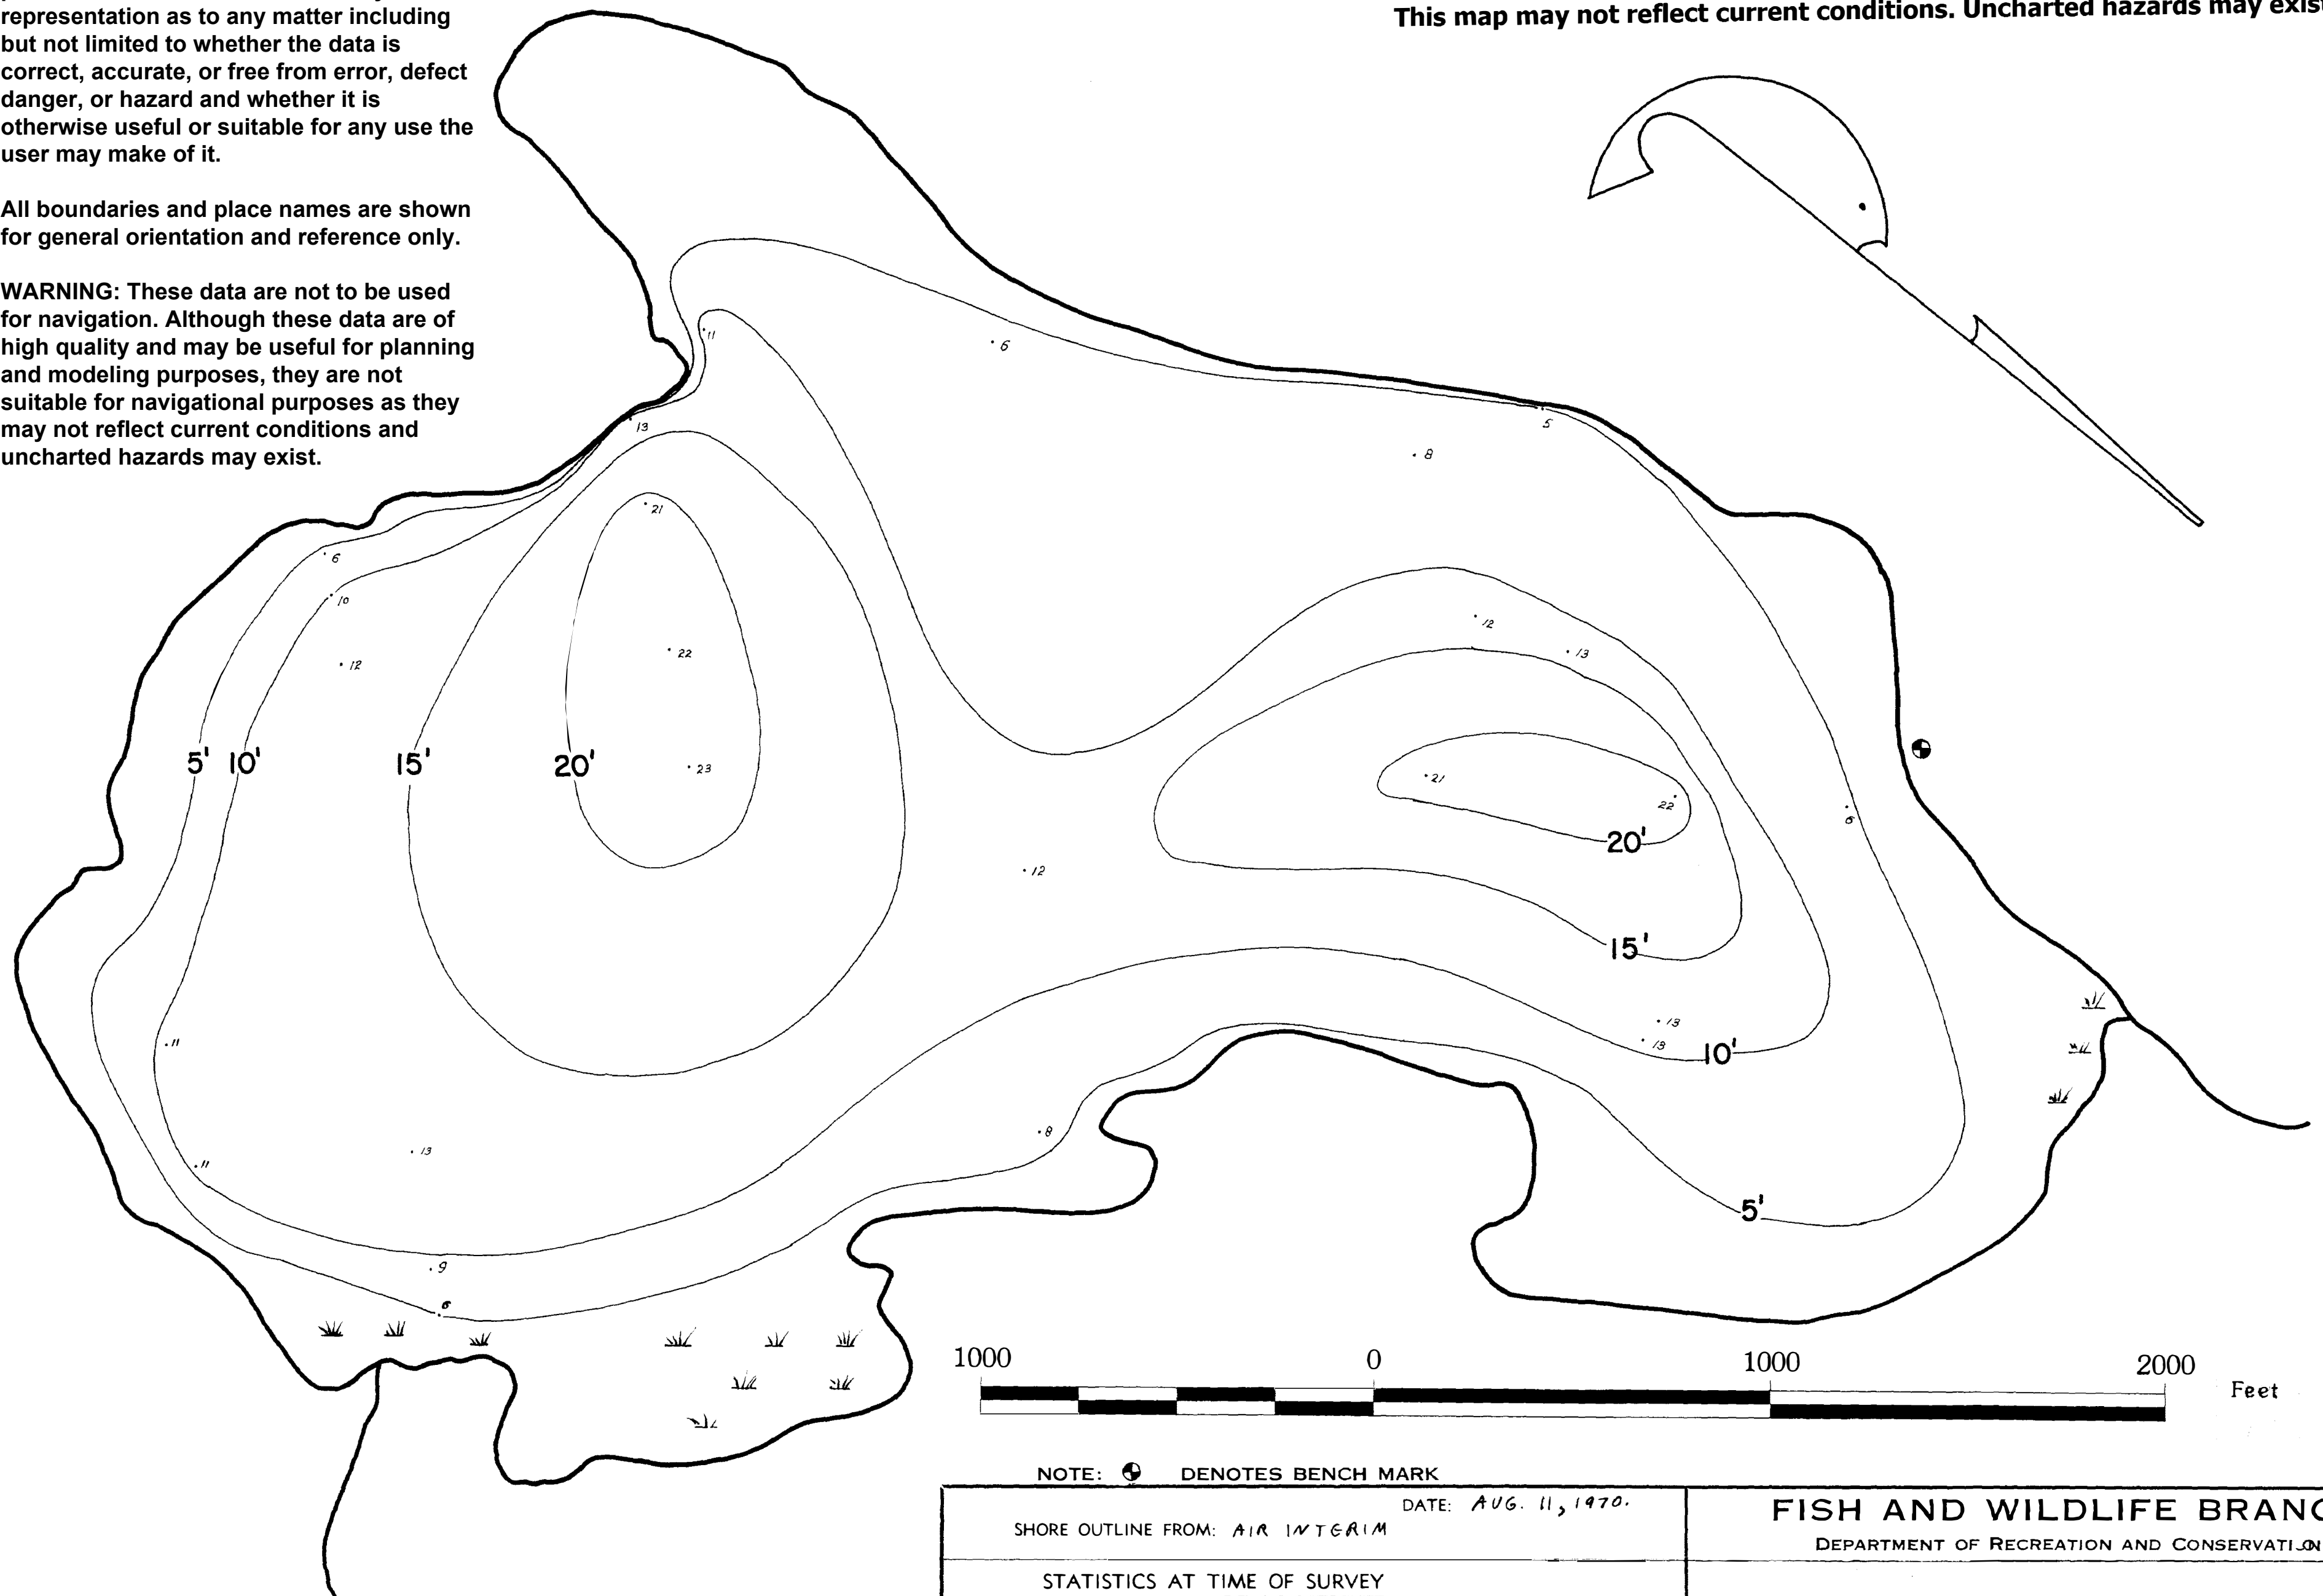 representation as to any matter including
but not limited to whether the data is
correct, accurate, or free from error, defect
danger, or hazard and whether it is
otherwise useful or suitable for any use the
user may make of it.
All boundaries and place names are shown
for general orientation and reference only.
WARNING: These data are not to be used
for navigation. Although these data are of
high quality and may be useful for planning
and modeling purposes, they are not
suitable for navigational purposes as they
may not reflect current conditions and
uncharted hazards may exist.
This map may not reflect current conditions. Uncharted hazards may exist
11
6
13
5
8
21
6
10
12
12
13
22
5' 10' 15' 20'
23
21
22
6
20'
12
15'
11
13
13
10'
8
13
11
5'
9
6
1000 0 1000 2000
Feet
NOTE: DENOTES BENCH MARK
DATE: AUG. 11, 1970.
SHORE OUTLINE FROM: AIR INTERIM
STATISTICS AT TIME OF SURVEY
FISH AND WILDLIFE BRANC
DEPARTMENT OF RECREATION AND CONSERVATION